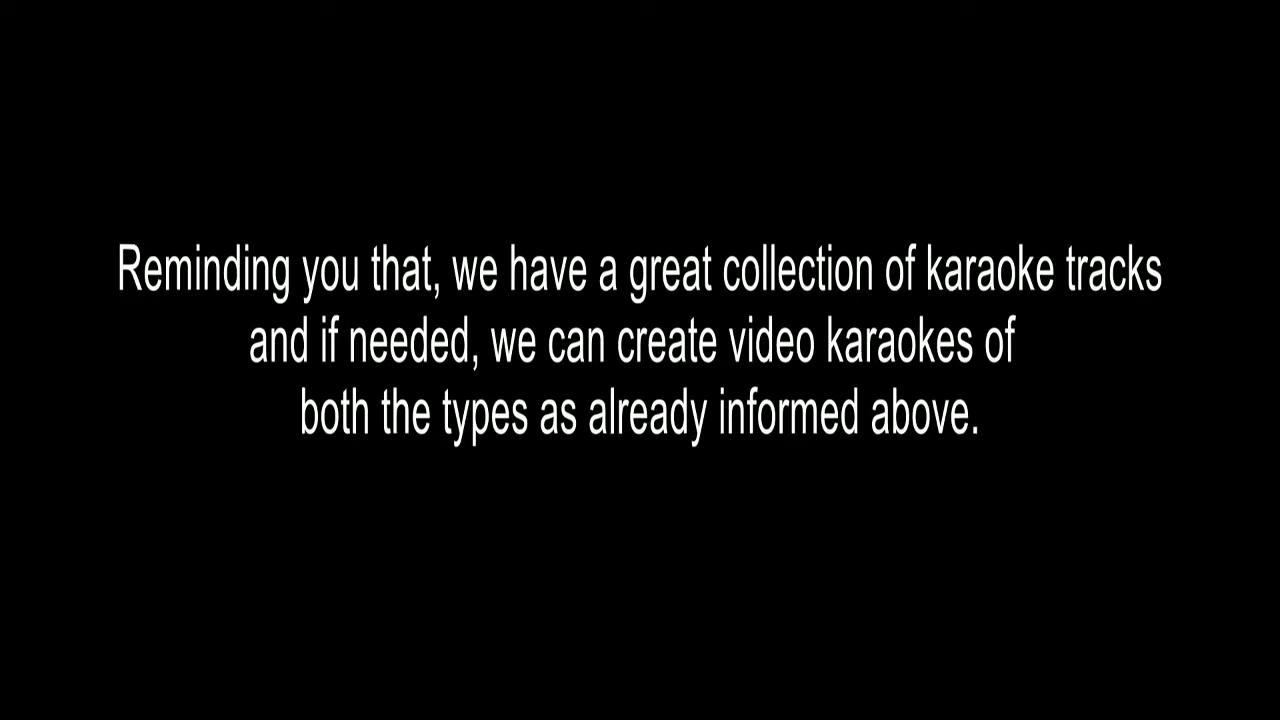 Reminding you that, we have a great collection of karaoke tracks
and if needed, we can create video karaokes of
both the types as already informed above.